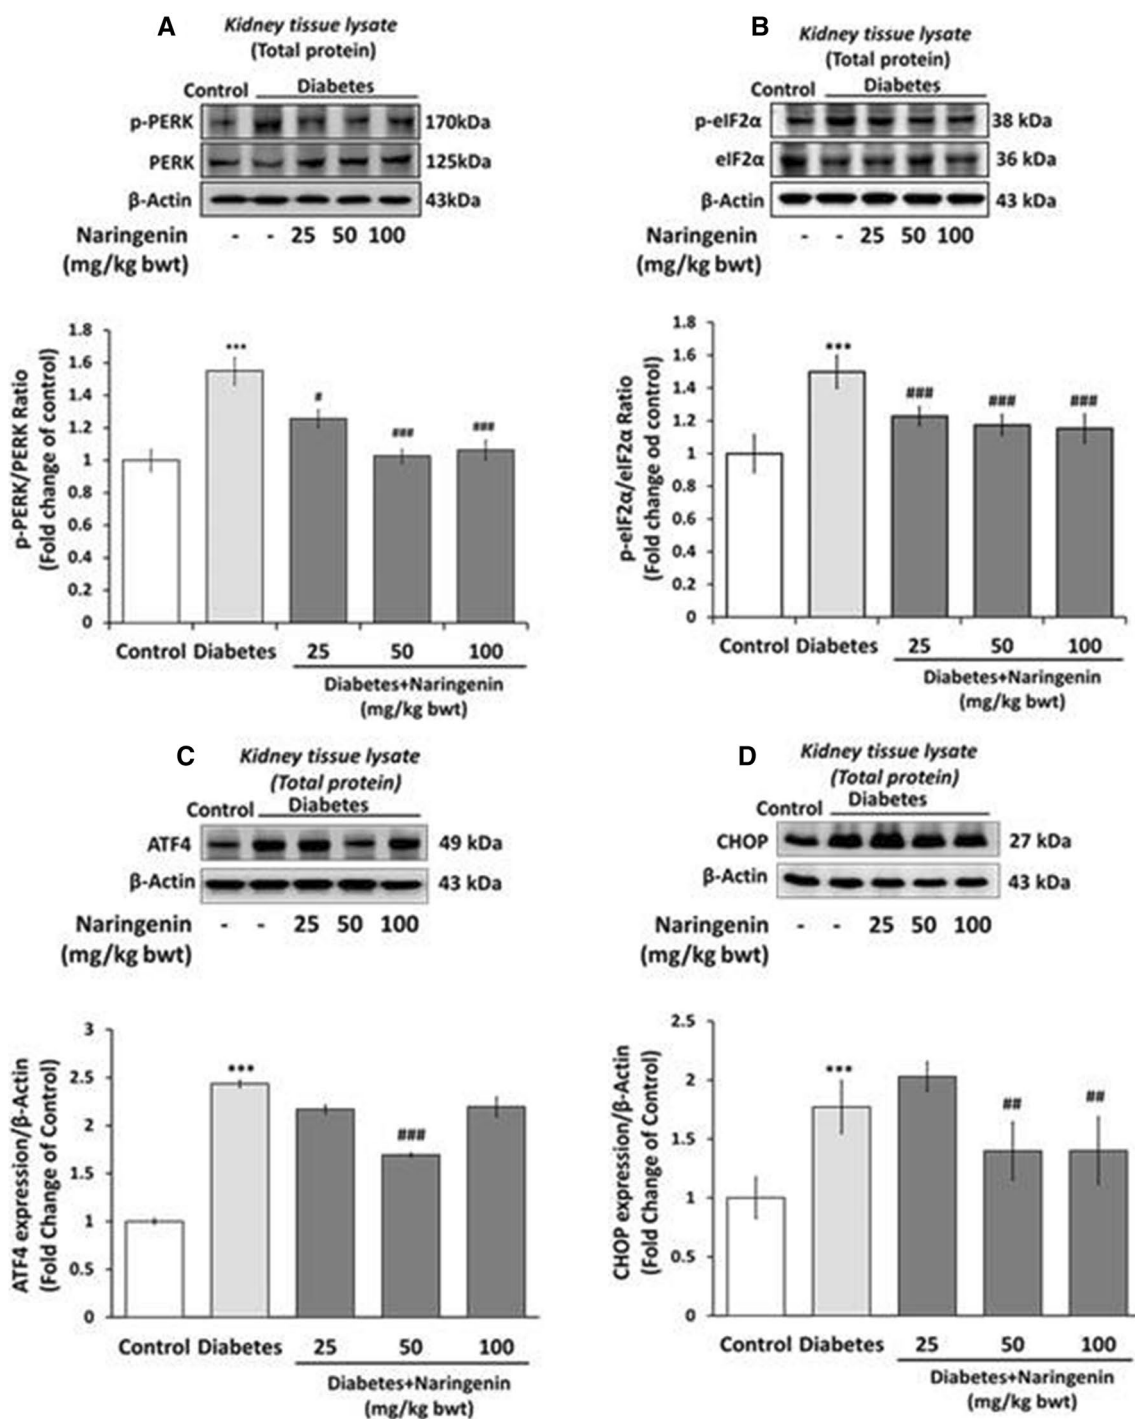 A
Kidney tissue lysate
(Total protein)
Control
Diabetes
p-PERK
170kDa
PERK
125kDa
β-Actin
43kDa
Naringenin - - 25 50 100
(mg/kg bwt)
p-PERK/PERK Ratio
(Fold change of control)
1.8
1.6
1.4
1.2
1
0.8
0.6
0.4
0.2
0
***
#
###
###
Control Diabetes 25 50 100
Diabetes+Naringenin
(mg/kg bwt)
B
Kidney tissue lysate
(Total protein)
Control
Diabetes
p-eIF2α
38 kDa
eIF2α
36 kDa
β-Actin
43 kDa
Naringenin - - 25 50 100
(mg/kg bwt)
p-eIF2α/eIF2α Ratio
(Fold change od control)
1.8
1.6
1.4
1.2
1
0.8
0.6
0.4
0.2
0
***
###
###
###
Control Diabetes 25 50 100
Diabetes+Naringenin
(mg/kg bwt)
C
Kidney tissue lysate
(Total protein)
Control
Diabetes
ATF4
49 kDa
β-Actin
43 kDa
Naringenin - - 25 50 100
(mg/kg bwt)
ATF4 expression/β-Actin
(Fold Change of Control)
3
2.5
2
1.5
1
0.5
0
***
###
Control Diabetes 25 50 100
Diabetes+Naringenin
(mg/kg bwt)
D
Kidney tissue lysate
(Total protein)
Control
Diabetes
CHOP
27 kDa
β-Actin
43 kDa
Naringenin - - 25 50 100
(mg/kg bwt)
CHOP expression/β-Actin
(Fold Change of Control)
2.5
2
1.5
1
0.5
0
***
##
##
Control Diabetes 25 50 100
Diabetes+Naringenin
(mg/kg bwt)